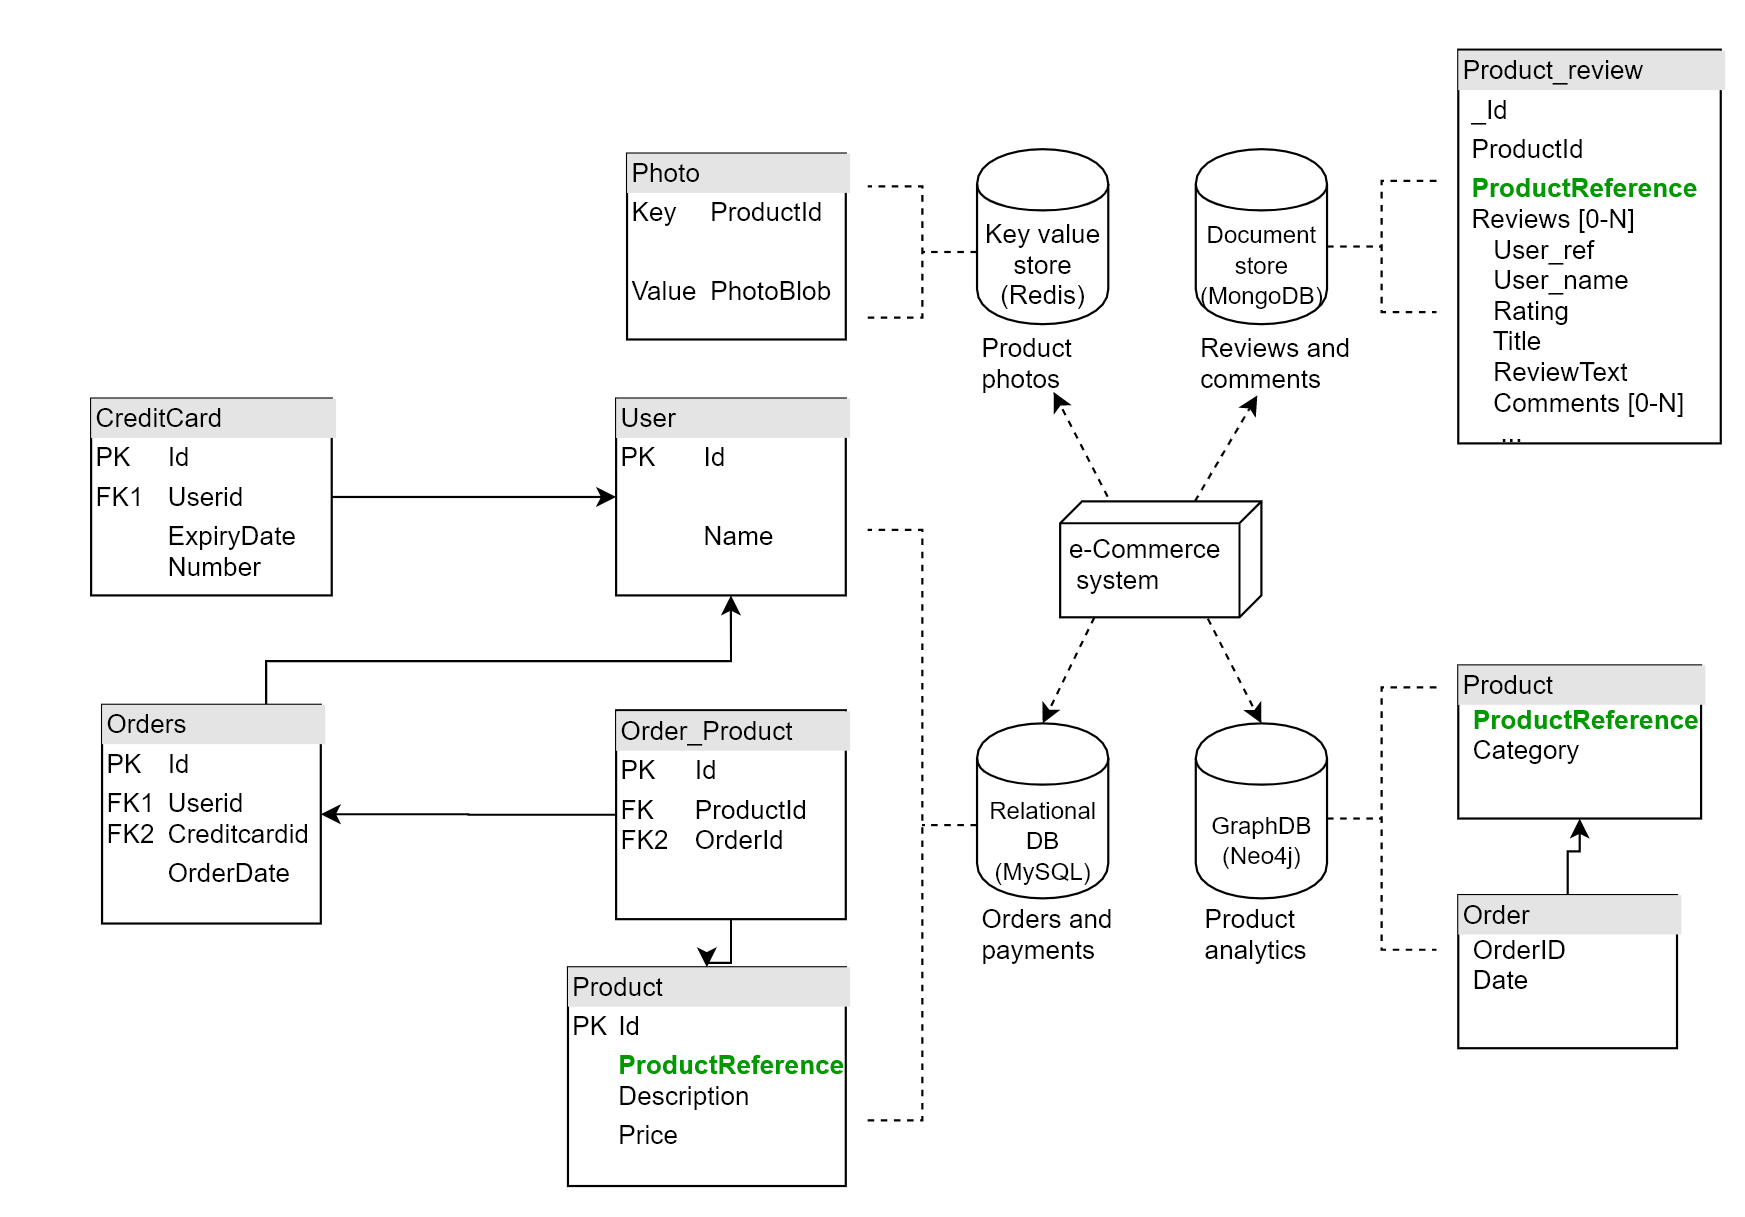 Product_review
_Id
ProductId
ProductReference
Reviews [0-N]
User_ref
User_name
Rating
Title
ReviewText
Comments [0-N]
...
Photo
Key ProductId
Value PhotoBlob
Key value
store
(Redis)
Product
photos
Document
store
(MongoDB)
Reviews and
comments
CreditCard
PK Id
FK1 Userid
ExpiryDate
Number
User
PK Id
Name
e-Commerce
system
Orders
PK Id
FK1 Userid
FK2 Creditcardid
OrderDate
Order_Product
PK Id
FK ProductId
FK2 OrderId
Relational
DB
(MySQL)
Orders and
payments
GraphDB
(Neo4j)
Product
analytics
Product
ProductReference
Category
Order
OrderID
Date
Product
PK Id
ProductReference
Description
Price